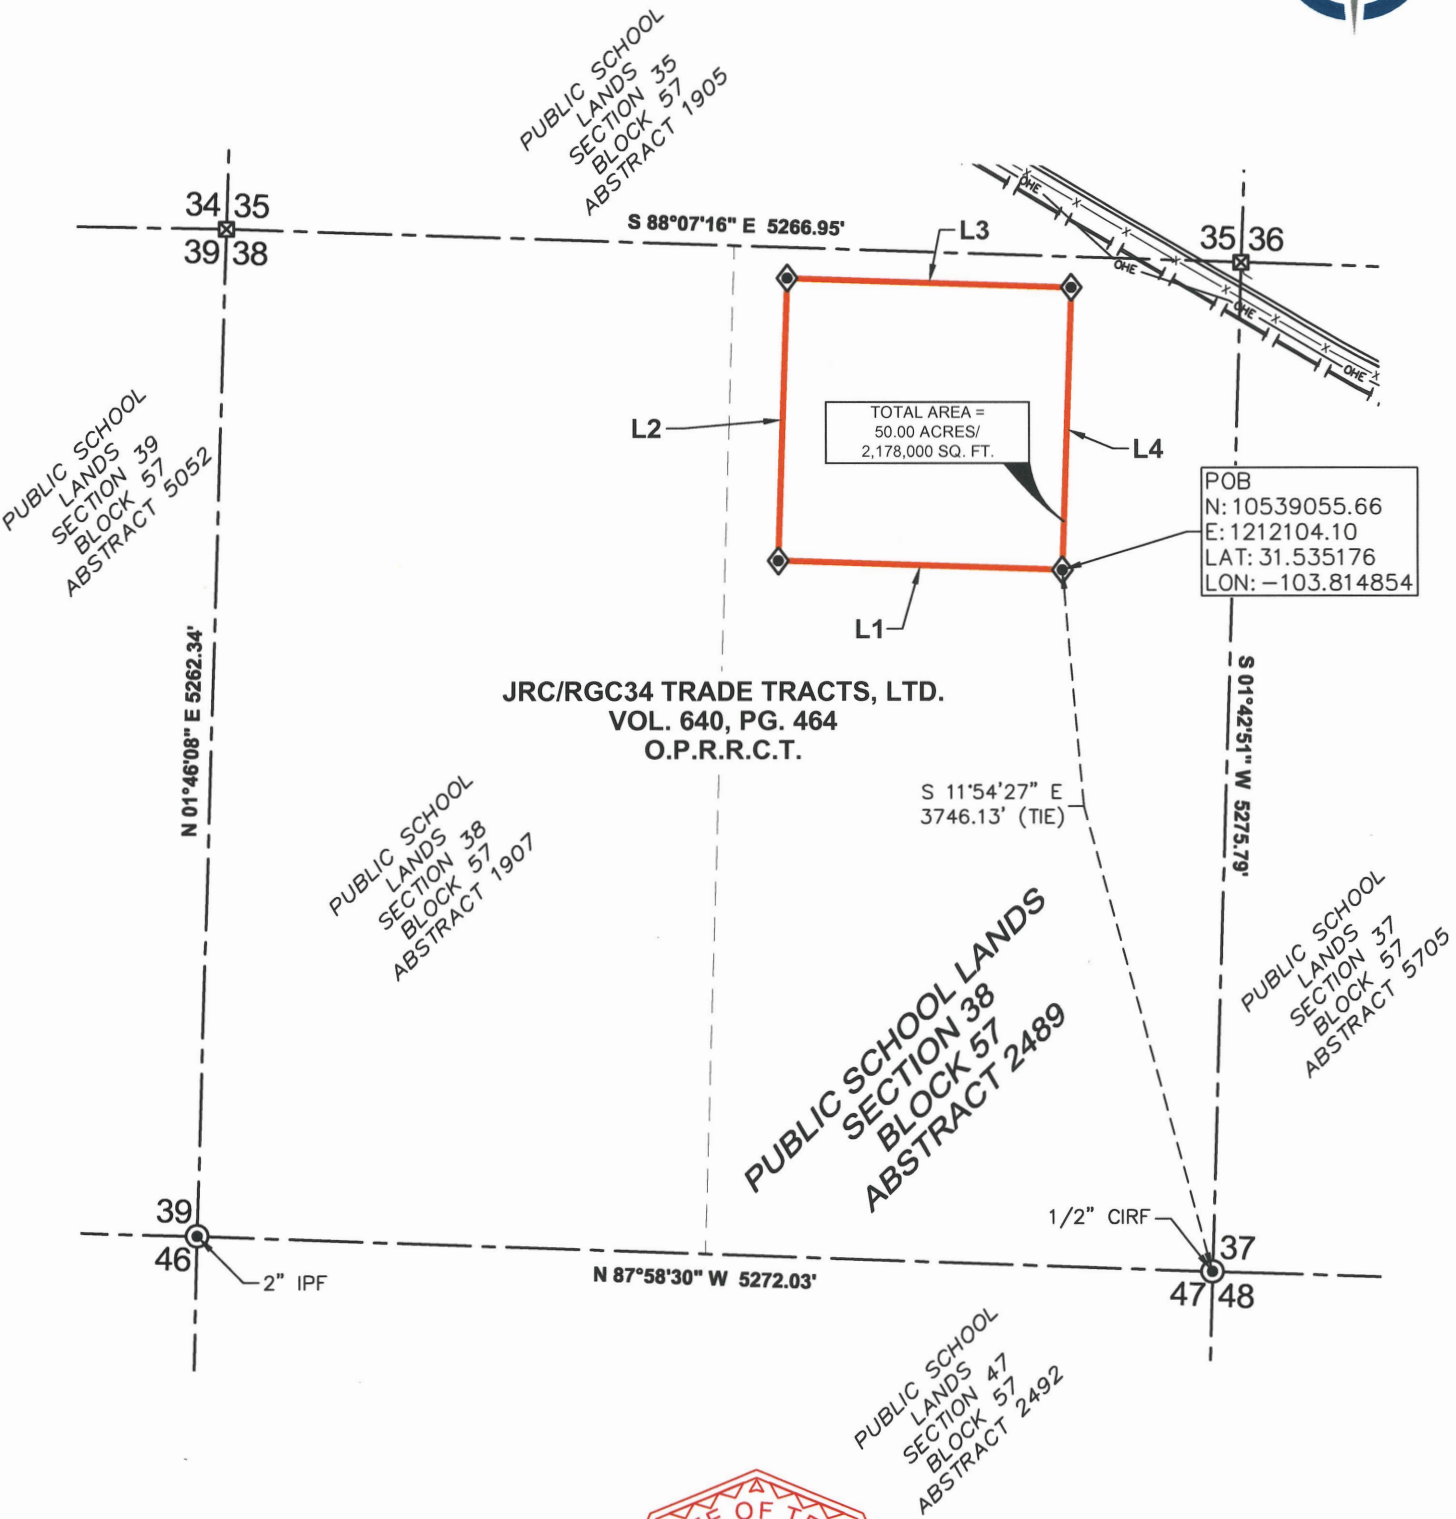 PUBLIC SCHOOL
LANDS
SECTION 35
BLOCK 57
ABSTRACT 1905
34 35
39 38
S 88°07'16" E 5266.95'
L3
35 36
OHE
OHE
OHE
OHE
L2
TOTAL AREA =
50.00 ACRES/
2,178,000 SQ. FT.
L4
PUBLIC SCHOOL
LANDS
SECTION 39
BLOCK 57
ABSTRACT 5052
POB
N: 10539055.66
E: 1212104.10
LAT: 31.535176
LON: −103.814854
L1
N 01°46'08" E 5262.34'
JRC/RGC34 TRADE TRACTS, LTD.
VOL. 640, PG. 464
O.P.R.R.C.T.
S 01°42'51" W 5275.79'
S 11°54'27" E
3746.13' (TIE)
PUBLIC SCHOOL
LANDS
SECTION 38
BLOCK 57
ABSTRACT 1907
PUBLIC SCHOOL LANDS
SECTION 38
BLOCK 57
ABSTRACT 2489
PUBLIC SCHOOL
LANDS
SECTION 37
BLOCK 57
ABSTRACT 5705
39
46
2" IPF
N 87°58'30" W 5272.03'
1/2" CIRF
37
47 48
PUBLIC SCHOOL
LANDS
SECTION 47
BLOCK 57
ABSTRACT 2492
OF